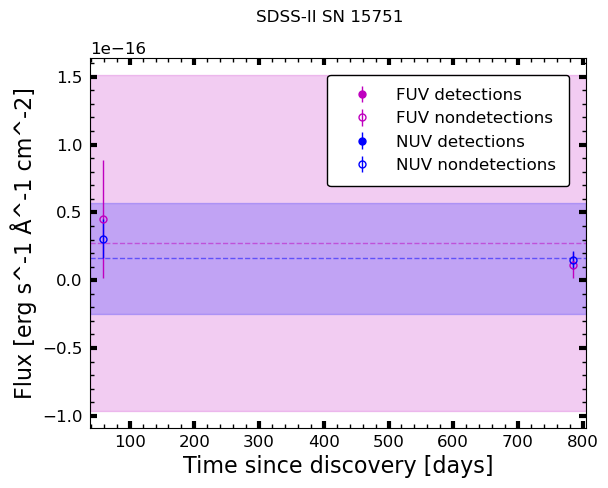 SDSS-II SN 15751
1e−16
FUV detections
FUV nondetections
NUV detections
NUV nondetections
1.5
1.0
0.5
0.0
−0.5
−1.0
Flux [erg s^-1 Å^-1 cm^-2]
100 200 300 400 500 600 700 800
Time since discovery [days]